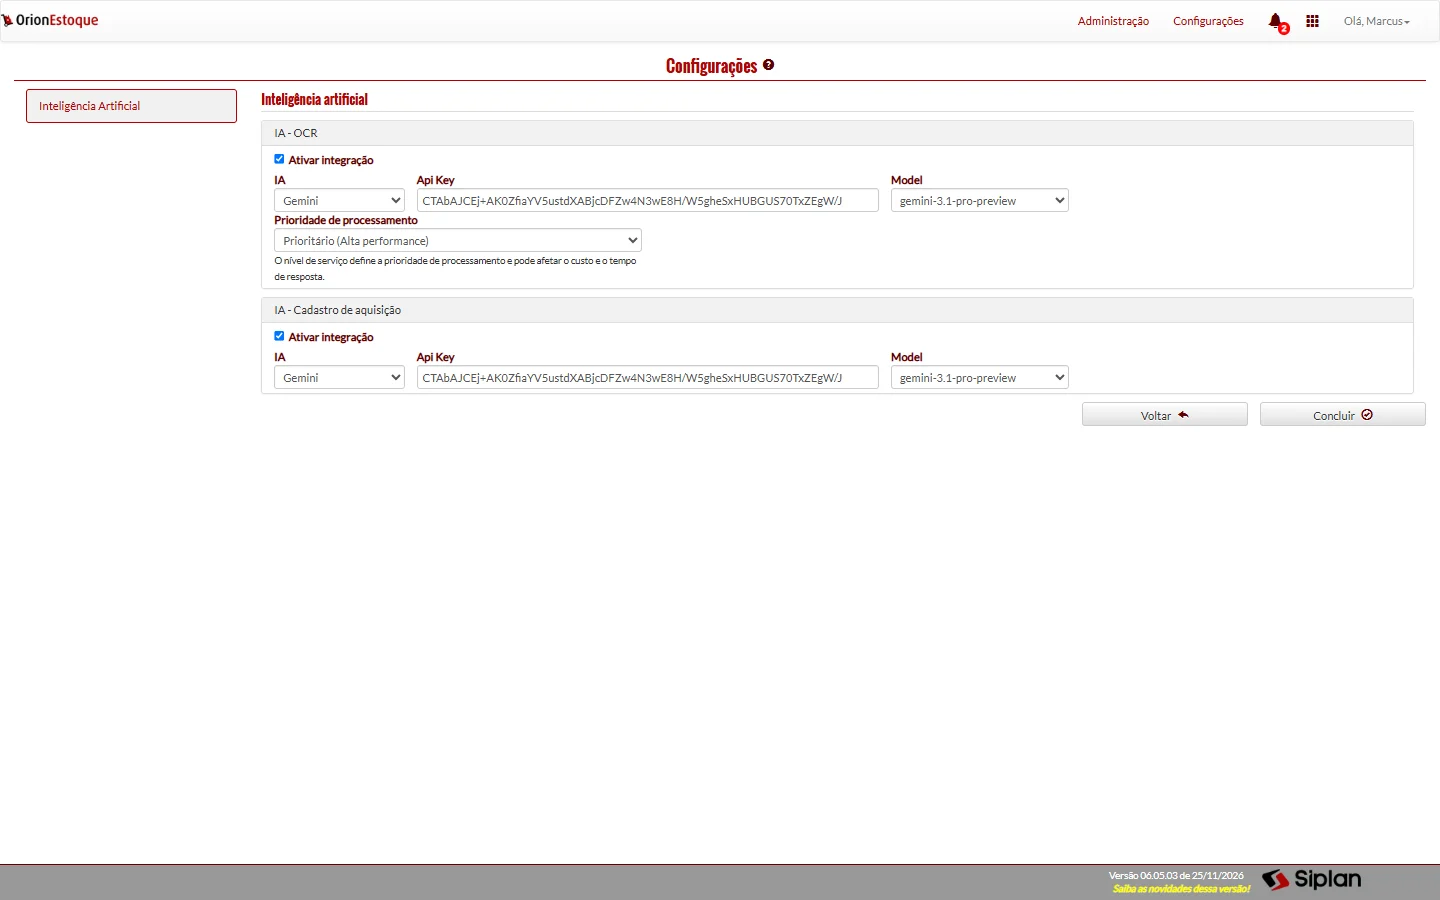 OrionEstoque
Administração Configurações 2 Olá, Marcus
Configurações ?
Inteligência Artificial
Inteligência artificial
IA - OCR
Ativar integração
IA Api Key Model
Gemini CTAbAJCEj+AK0ZfiaYV5ustdXABjcDFZw4N3wE8H/W5gheSxHUBGUS70TxZEgW/J gemini-3.1-pro-preview
Prioridade de processamento
Prioritário (Alta performance)
O nível de serviço define a prioridade de processamento e pode afetar o custo e o tempo
de resposta.
IA - Cadastro de aquisição
Ativar integração
IA Api Key Model
Gemini CTAbAJCEj+AK0ZfiaYV5ustdXABjcDFZw4N3wE8H/W5gheSxHUBGUS70TxZEgW/J gemini-3.1-pro-preview
Voltar Concluir
Versão 06.05.03 de 25/11/2026
Saiba as novidades dessa versão!
Siplan